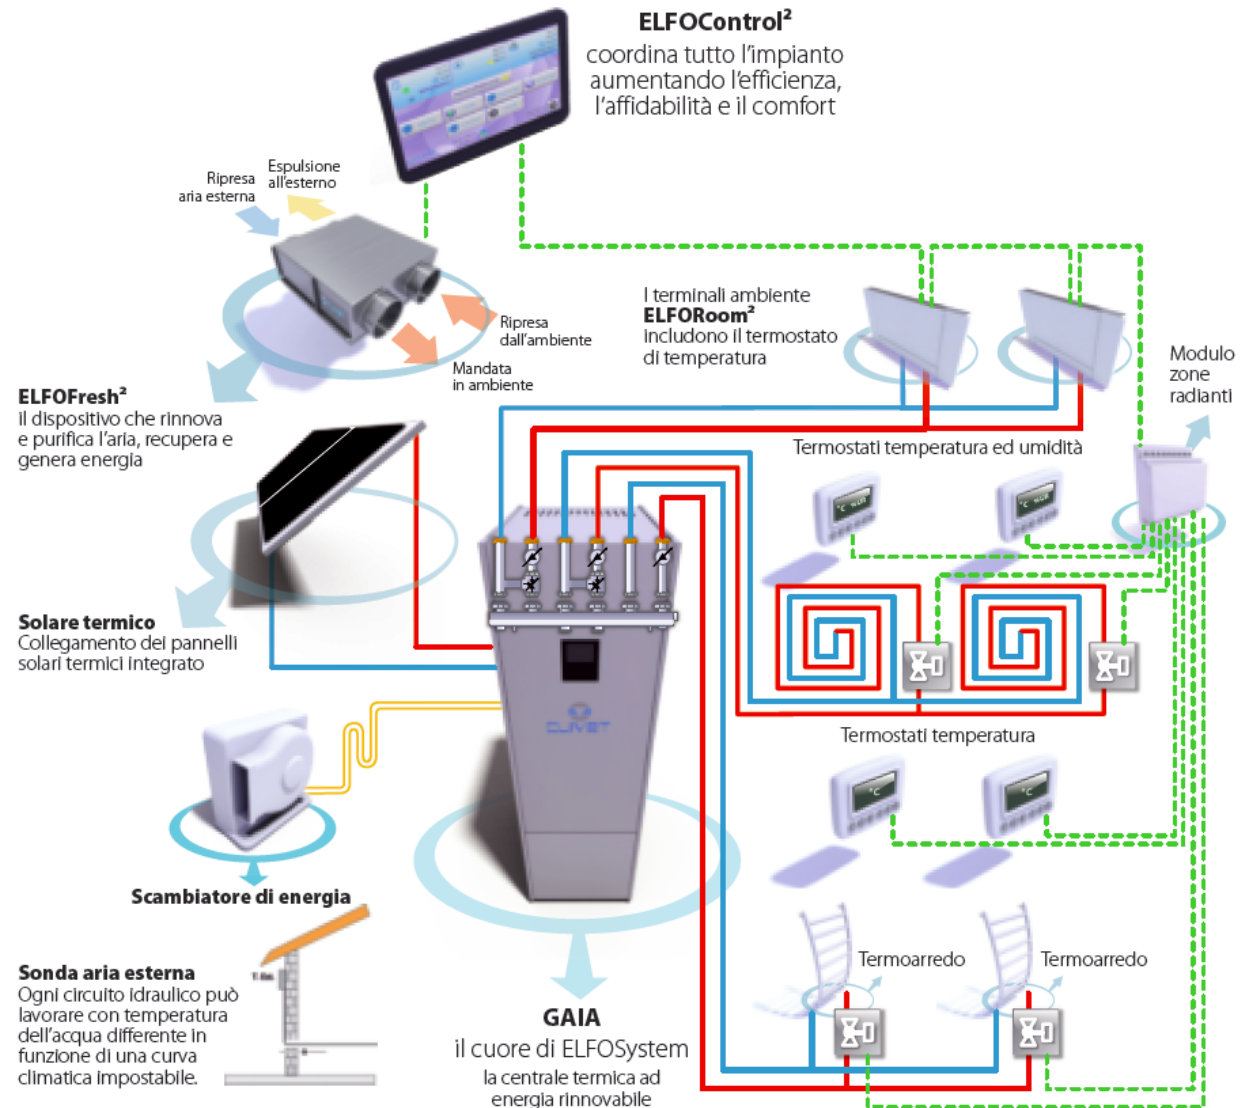 ELFOControl²
coordina tutto l'impianto
aumentando l'efficienza,
l'affidabilità e il comfort
Espulsione
all'esterno
Ripresa
aria esterna
I terminali ambiente
ELFORoom²
includono il termostato
di temperatura
Ripresa
dall'ambiente
Mandata
in ambiente
Modulo
zone
radianti
ELFOFresh²
il dispositivo che rinnova
e purifica l'aria, recupera e
genera energia
Termostati temperatura ed umidità
°C %UR
°C %UR
Solare termico
Collegamento dei pannelli
solari termici integrato
CLIVET
Termostati temperatura
°C
°C
Scambiatore di energia
Sonda aria esterna
Ogni circuito idraulico può
lavorare con temperatura
dell'acqua differente in
funzione di una curva
climatica impostabile.
Termoarredo
Termoarredo
GAIA
il cuore di ELFOSystem
la centrale termica ad
energia rinnovabile